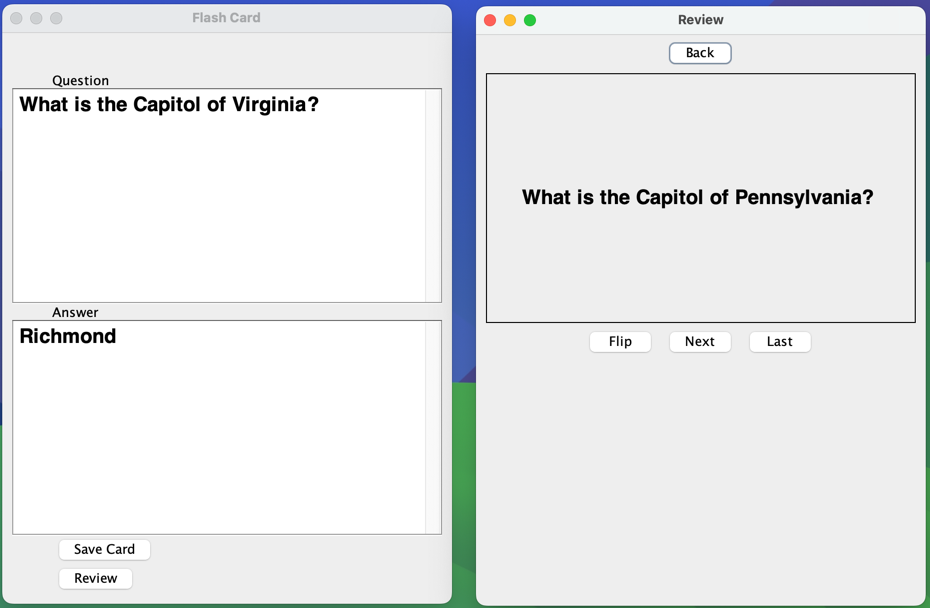 Flash Card
Question
What is the Capitol of Virginia?
Answer
Richmond
Save Card
Review
Review
Back
What is the Capitol of Pennsylvania?
Flip Next Last